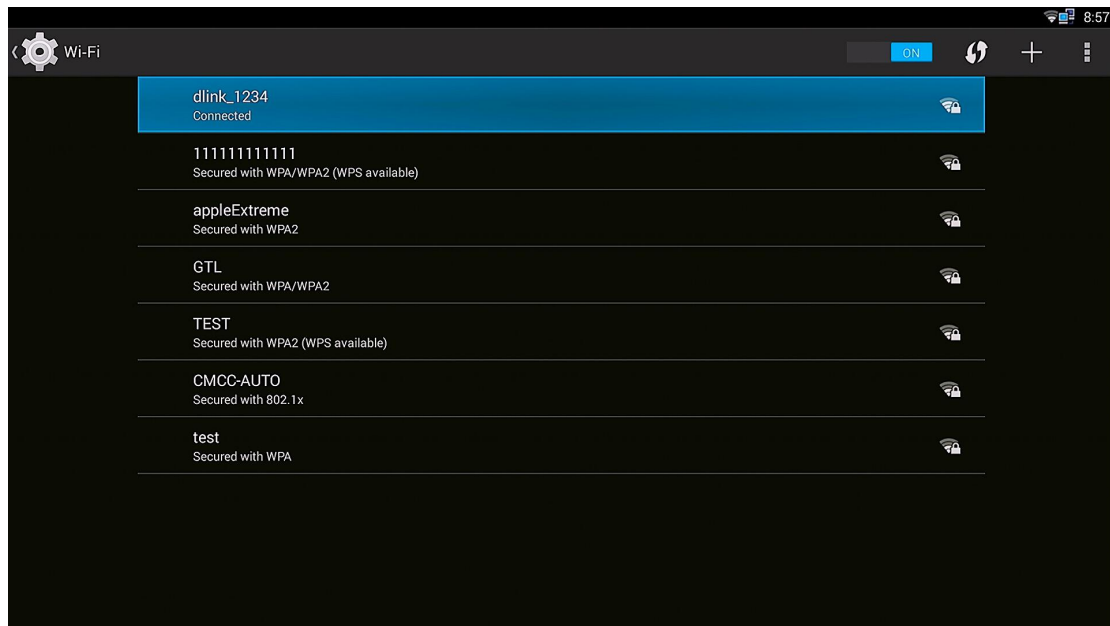 8:57
Wi-Fi
ON
dlink_1234
Connected
111111111111
Secured with WPA/WPA2 (WPS available)
appleExtreme
Secured with WPA2
GTL
Secured with WPA/WPA2
TEST
Secured with WPA2 (WPS available)
CMCC-AUTO
Secured with 802.1x
test
Secured with WPA